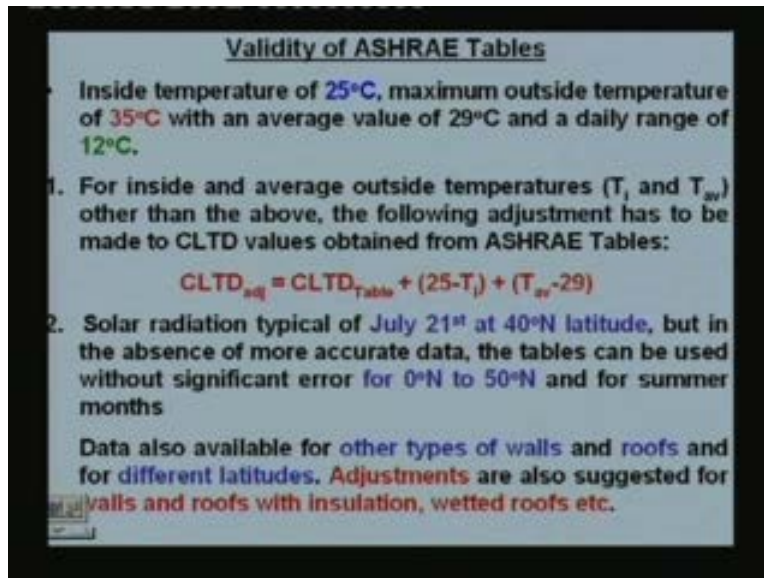 Validity of ASHRAE Tables
Inside temperature of 25°C, maximum outside temperature
of 35°C with an average value of 29°C and a daily range of
12°C.
1. For inside and average outside temperatures (Ti and Tav)
other than the above, the following adjustment has to be
made to CLTD values obtained from ASHRAE Tables:
CLTDadj = CLTDTable + (25-Ti) + (Tav-29)
2. Solar radiation typical of July 21st at 40°N latitude, but in
the absence of more accurate data, the tables can be used
without significant error for 0°N to 50°N and for summer
months
Data also available for other types of walls and roofs and
for different latitudes. Adjustments are also suggested for
walls and roofs with insulation, wetted roofs etc.